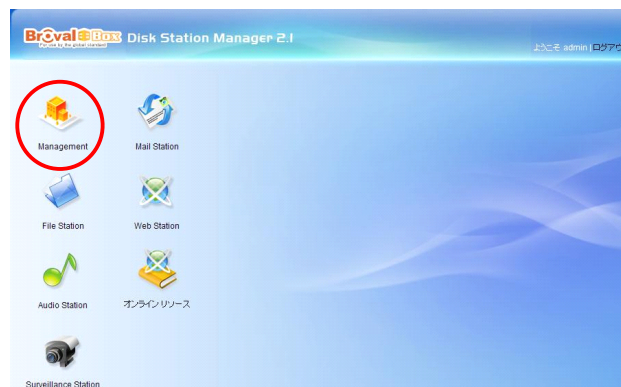 Broval BOX Disk Station Manager 2.1
For use by the global standard
ようこそ admin | ログアウ
Management
Mail Station
File Station
Web Station
Audio Station
オンライン リソース
Surveillance Station